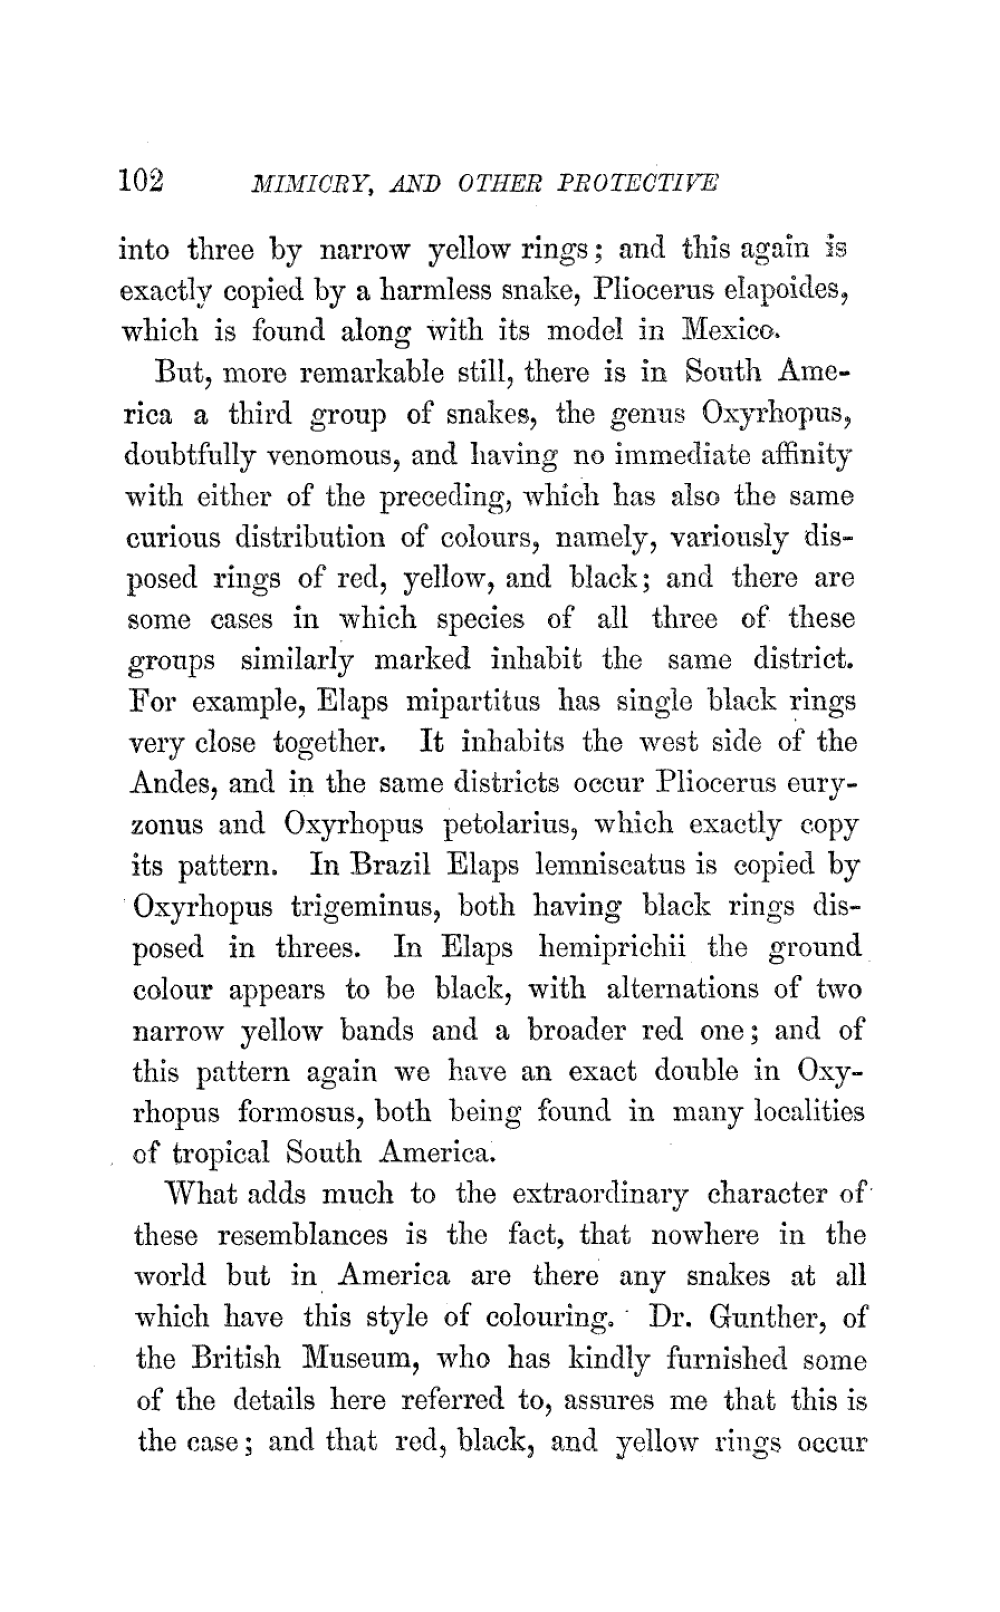 102 MIMICRY, AND OTHER PROTECTIVE
into three by narrow yellow rings; and this again is
exactly copied by a harmless snake, Pliocerus elapoides,
which is found along with its model in Mexico.
But, more remarkable still, there is in South Ame-
rica a third group of snakes, the genus Oxyrhopus,
doubtfully venomous, and having no immediate affinity
with either of the preceding, which has also the same
curious distribution of colours, namely, variously dis-
posed rings of red, yellow, and black; and there are
some cases in which species of all three of these
groups similarly marked inhabit the same district.
For example, Elaps mipartitus has single black rings
very close together. It inhabits the west side of the
Andes, and in the same districts occur Pliocerus eury-
zonus and Oxyrhopus petolarius, which exactly copy
its pattern. In Brazil Elaps lemniscatus is copied by
Oxyrhopus trigeminus, both having black rings dis-
posed in threes. In Elaps hemiprichii the ground
colour appears to be black, with alternations of two
narrow yellow bands and a broader red one; and of
this pattern again we have an exact double in Oxy-
rhopus formosus, both being found in many localities
of tropical South America.
What adds much to the extraordinary character of
these resemblances is the fact, that nowhere in the
world but in America are there any snakes at all
which have this style of colouring. Dr. Gunther, of
the British Museum, who has kindly furnished some
of the details here referred to, assures me that this is
the case; and that red, black, and yellow rings occur